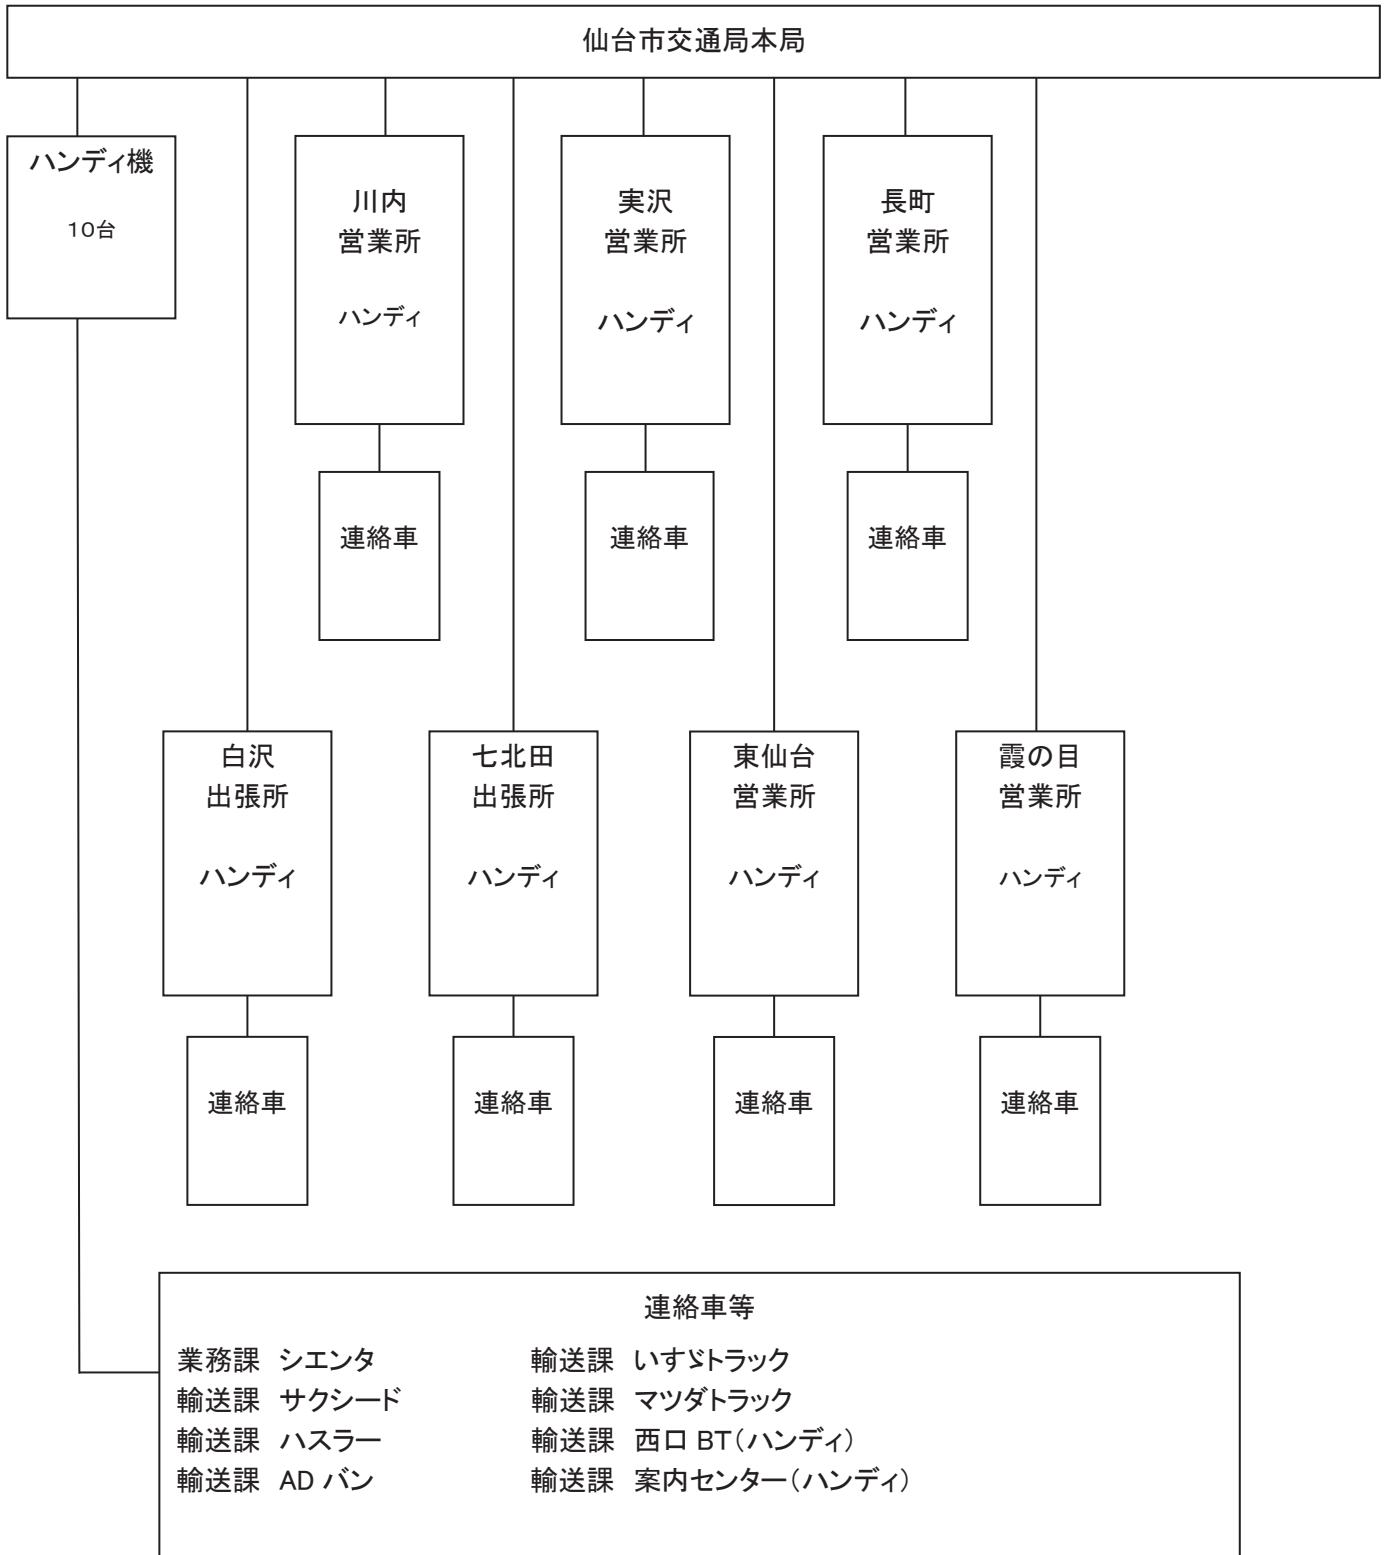 仙台市交通局本局
ハンディ機
10台
川内
営業所
ハンディ
実沢
営業所
ハンディ
長町
営業所
ハンディ
連絡車
連絡車
連絡車
白沢
出張所
ハンディ
七北田
出張所
ハンディ
東仙台
営業所
ハンディ
霞の目
営業所
ハンディ
連絡車
連絡車
連絡車
連絡車
連絡車等
業務課 シエンタ
輸送課 サクシード
輸送課 ハスラー
輸送課 AD バン
輸送課 いすゞトラック
輸送課 マツダトラック
輸送課 西口 BT(ハンディ)
輸送課 案内センター(ハンディ)